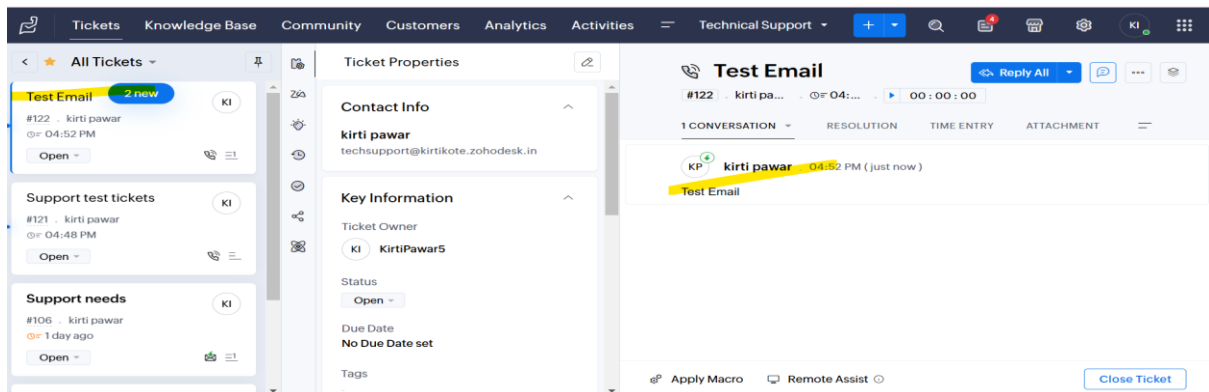 Tickets Knowledge Base Community Customers Analytics Activities Technical Support 4 KI
All Tickets
Test Email 2 new KI
#122 . kirti pawar
04:52 PM
Open 1
Support test tickets KI
#121 . kirti pawar
04:48 PM
Open
Support needs KI
#106 . kirti pawar
1 day ago
Open 1
Ticket Properties
Contact Info
kirti pawar
techsupport@kirtikote.zohodesk.in
Key Information
Ticket Owner
KI KirtiPawar5
Status
Open
Due Date
No Due Date set
Tags
Test Email
Reply All
#122 . kirti pa... . 04:... . 00:00:00
1 CONVERSATION RESOLUTION TIME ENTRY ATTACHMENT
KP kirti pawar . 04:52 PM ( just now )
Test Email
Apply Macro Remote Assist Close Ticket